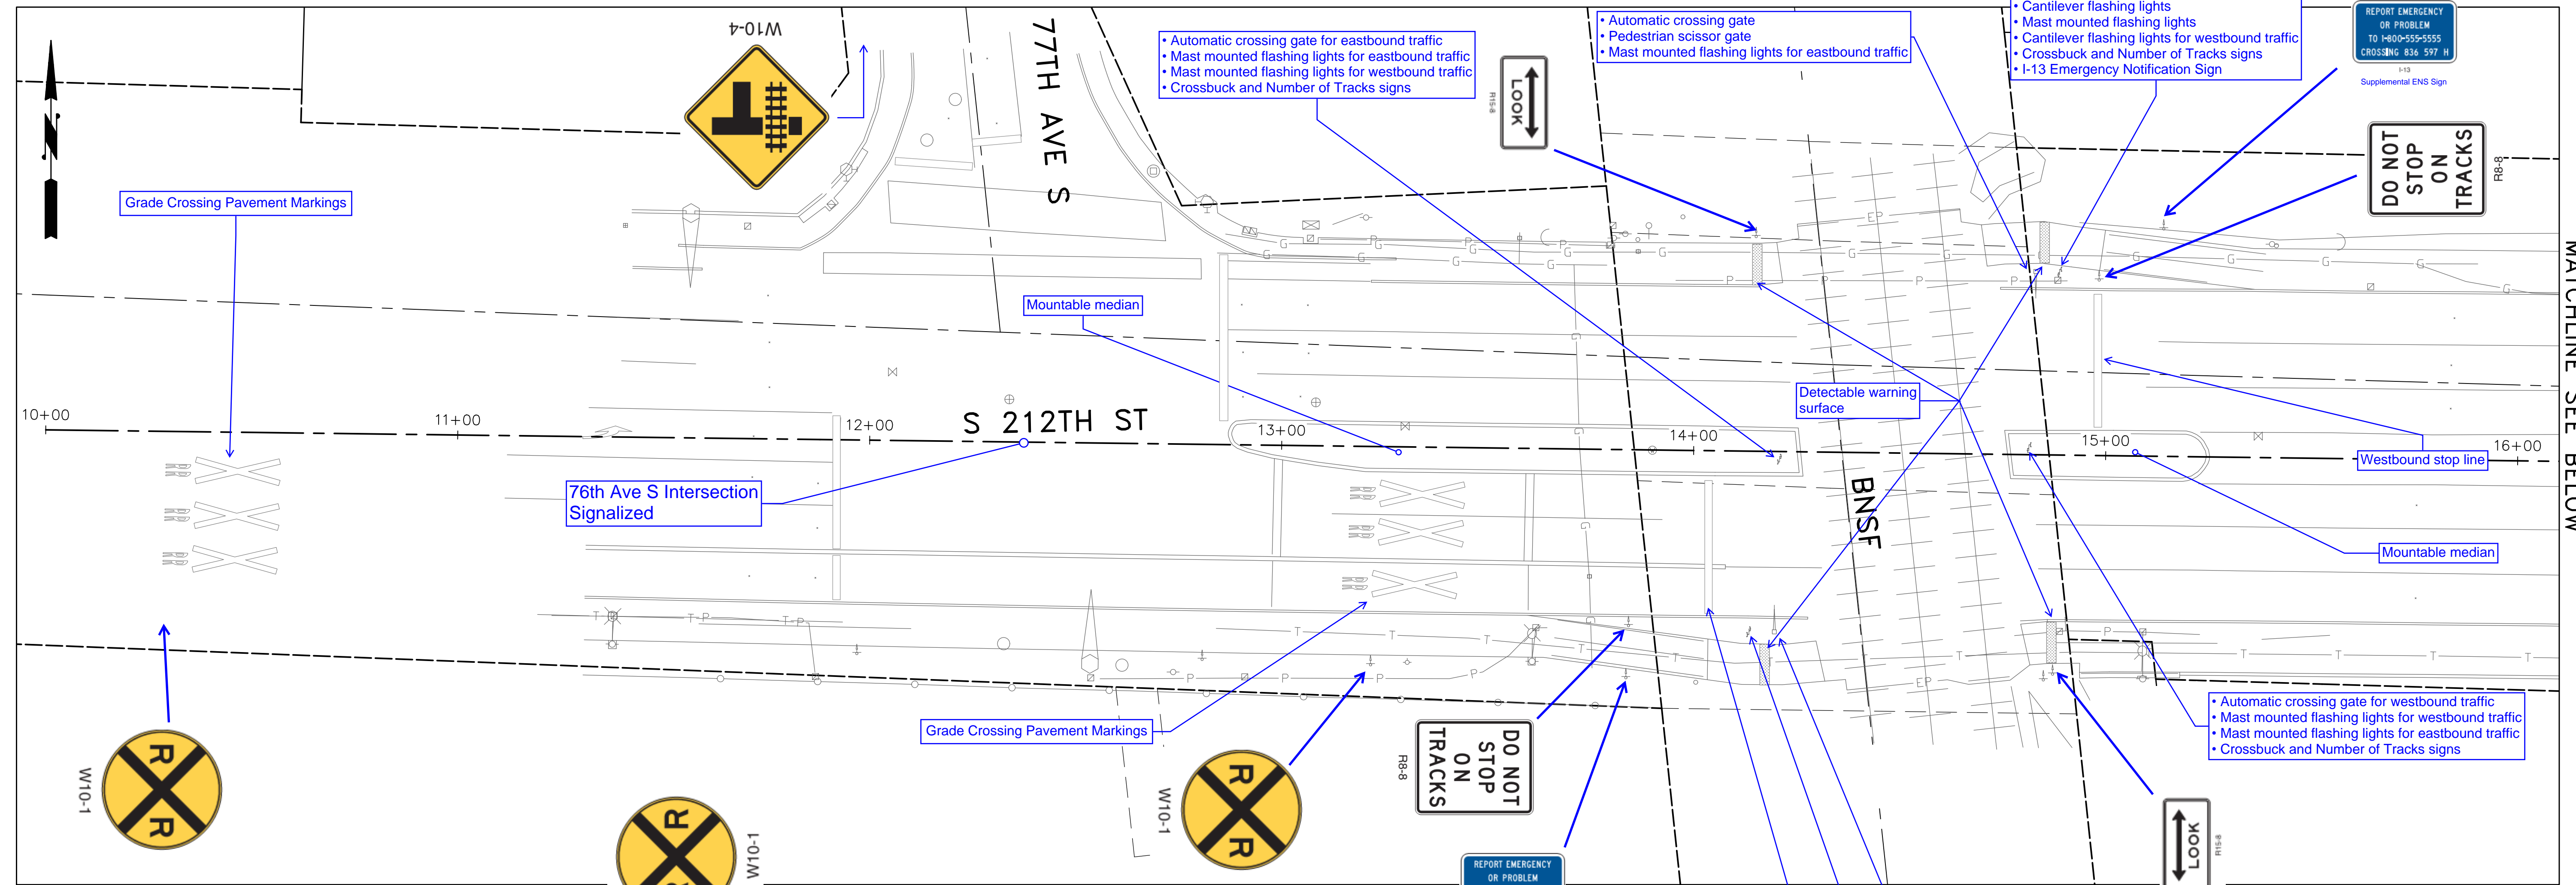 W10-4
77TH AVE S
• Automatic crossing gate for eastbound traffic
• Mast mounted flashing lights for eastbound traffic
• Mast mounted flashing lights for westbound traffic
• Crossbuck and Number of Tracks signs
LOOK
R15-8
• Automatic crossing gate
• Pedestrian scissor gate
• Mast mounted flashing lights for eastbound traffic
• Cantilever flashing lights
• Mast mounted flashing lights
• Cantilever flashing lights for westbound traffic
• Crossbuck and Number of Tracks signs
• I-13 Emergency Notification Sign
REPORT EMERGENCY
OR PROBLEM
TO 1-800-555-5555
CROSSING 836 597 H
I-13
Supplemental ENS Sign
DO NOT
STOP
ON
TRACKS
R8-8
N
Grade Crossing Pavement Markings
MATCHLINE SEE BELOW
EP
G G G G G G G G G G G G
P P P P P P P
Mountable median
Detectable warning
surface
10+00
11+00
12+00
S 212TH ST
13+00
14+00
15+00
16+00
Westbound stop line
76th Ave S Intersection
Signalized
BNSF
Mountable median
T T-P T-P
T T T T T T T T T T
P P P P P
EP
Grade Crossing Pavement Markings
• Automatic crossing gate for westbound traffic
• Mast mounted flashing lights for westbound traffic
• Mast mounted flashing lights for eastbound traffic
• Crossbuck and Number of Tracks signs
R R
W10-1
R
W10-1
R R
W10-1
DO NOT
STOP
ON
TRACKS
R8-8
REPORT EMERGENCY
OR PROBLEM
LOOK
R15-8